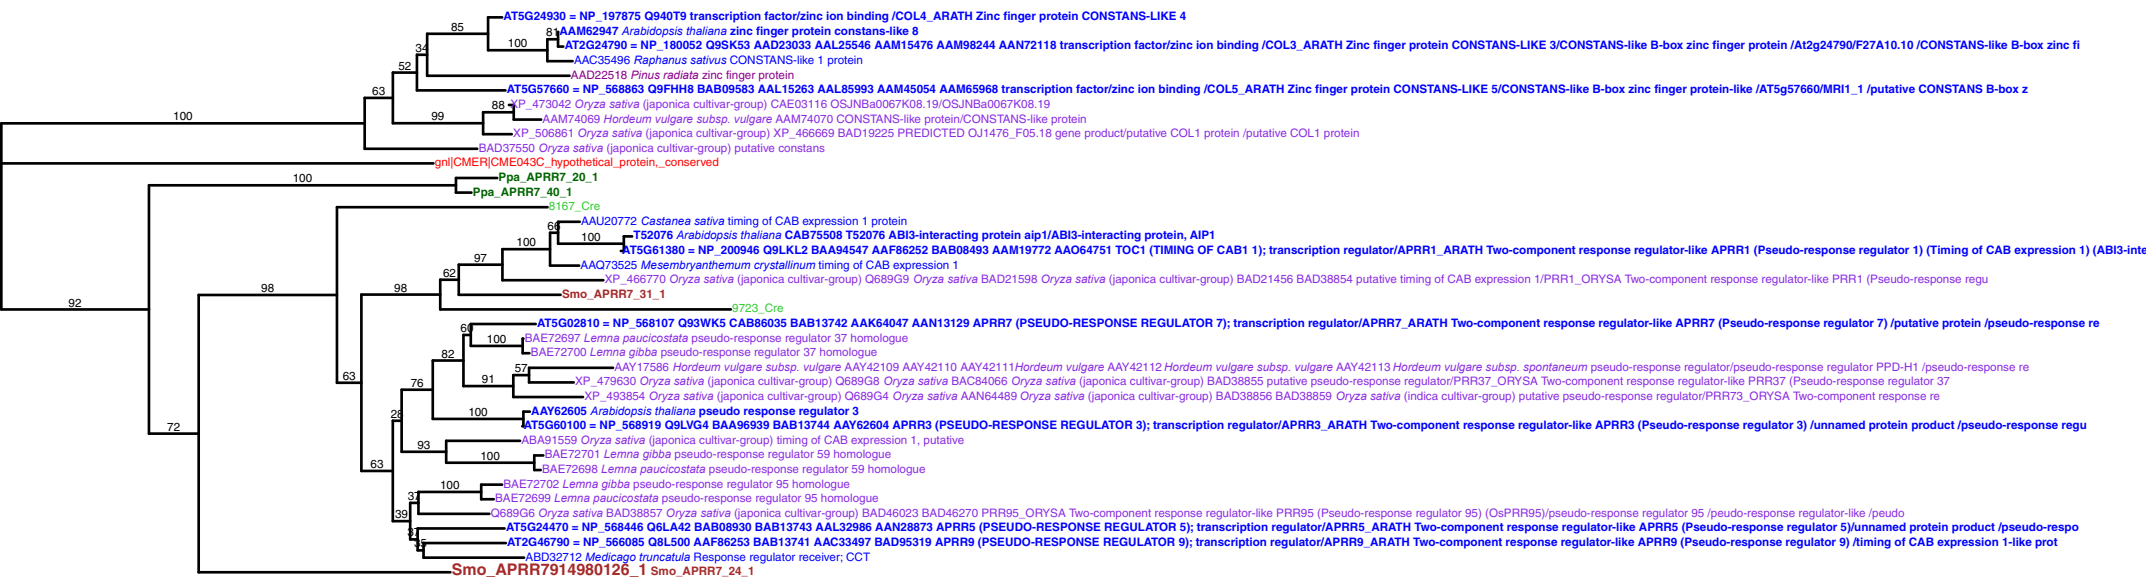 AT5G24930 = NP_197875 Q940T9 transcription factor/zinc ion binding /COL4_ARATH Zinc finger protein CONSTANS-LIKE 4
85
81 AAM62947 Arabidopsis thaliana zinc finger protein constans-like 8
34 100 AT2G24790 = NP_180052 Q9SK53 AAD23033 AAL25546 AAM15476 AAM98244 AAN72118 transcription factor/zinc ion binding /COL3_ARATH Zinc finger protein CONSTANS-LIKE 3/CONSTANS-like B-box zinc finger protein /At2g24790/F27A10.10 /CONSTANS-like B-box zinc fi
AAC35496 Raphanus sativus CONSTANS-like 1 protein
52
AAD22518 Pinus radiata zinc finger protein
63 AT5G57660 = NP_568863 Q9FHH8 BAB09583 AAL15263 AAL85993 AAM45054 AAM65968 transcription factor/zinc ion binding /COL5_ARATH Zinc finger protein CONSTANS-LIKE 5/CONSTANS-like B-box zinc finger protein-like /AT5g57660/MRI1_1 /putative CONSTANS B-box z
88 XP_473042 Oryza sativa (japonica cultivar-group) CAE03116 OSJNBa0067K08.19/OSJNBa0067K08.19
100 99 AAM74069 Hordeum vulgare subsp. vulgare AAM74070 CONSTANS-like protein/CONSTANS-like protein
XP_506861 Oryza sativa (japonica cultivar-group) XP_466669 BAD19225 PREDICTED OJ1476_F05.18 gene product/putative COL1 protein /putative COL1 protein
BAD37550 Oryza sativa (japonica cultivar-group) putative constans
gnl|CMER|CME043C_hypothetical_protein,_conserved
100 Ppa_APRR7_20_1
Ppa_APRR7_40_1
8167_Cre
AAU20772 Castanea sativa timing of CAB expression 1 protein
66
100 100 T52076 Arabidopsis thaliana CAB75508 T52076 ABI3-interacting protein aip1/ABI3-interacting protein, AIP1
AT5G61380 = NP_200946 Q9LKL2 BAA94547 AAF86252 BAB08493 AAM19772 AAO64751 TOC1 (TIMING OF CAB1 1); transcription regulator/APRR1_ARATH Two-component response regulator-like APRR1 (Pseudo-response regulator 1) (Timing of CAB expression 1) (ABI3-inte
97 AAQ73525 Mesembryanthemum crystallinum timing of CAB expression 1
62 XP_466770 Oryza sativa (japonica cultivar-group) Q689G9 Oryza sativa BAD21598 Oryza sativa (japonica cultivar-group) BAD21456 BAD38854 putative timing of CAB expression 1/PRR1_ORYSA Two-component response regulator-like PRR1 (Pseudo-response regu
98 98 Smo_APRR7_31_1
92 9723_Cre
60 AT5G02810 = NP_568107 Q93WK5 CAB86035 BAB13742 AAK64047 AAN13129 APRR7 (PSEUDO-RESPONSE REGULATOR 7); transcription regulator/APRR7_ARATH Two-component response regulator-like APRR7 (Pseudo-response regulator 7) /putative protein /pseudo-response re
100 BAE72697 Lemna paucicostata pseudo-response regulator 37 homologue
82 BAE72700 Lemna gibba pseudo-response regulator 37 homologue
57 AAY17586 Hordeum vulgare subsp. vulgare AAY42109 AAY42110 AAY42111Hordeum vulgare AAY42112 Hordeum vulgare subsp. vulgare AAY42113 Hordeum vulgare subsp. spontaneum pseudo-response regulator/pseudo-response regulator PPD-H1 /pseudo-response re
63 76 91 XP_479630 Oryza sativa (japonica cultivar-group) Q689G8 Oryza sativa BAC84066 Oryza sativa (japonica cultivar-group) BAD38855 putative pseudo-response regulator/PRR37_ORYSA Two-component response regulator-like PRR37 (Pseudo-response regulator 37
XP_493854 Oryza sativa (japonica cultivar-group) Q689G4 Oryza sativa AAN64489 Oryza sativa (japonica cultivar-group) BAD38856 BAD38859 Oryza sativa (indica cultivar-group) putative pseudo-response regulator/PRR73_ORYSA Two-component response re
28 100 AAY62605 Arabidopsis thaliana pseudo response regulator 3
72 AT5G60100 = NP_568919 Q9LVG4 BAA96939 BAB13744 AAY62604 APRR3 (PSEUDO-RESPONSE REGULATOR 3); transcription regulator/APRR3_ARATH Two-component response regulator-like APRR3 (Pseudo-response regulator 3) /unnamed protein product /pseudo-response regu
93 ABA91559 Oryza sativa (japonica cultivar-group) timing of CAB expression 1, putative
100 BAE72701 Lemna gibba pseudo-response regulator 59 homologue
63 BAE72698 Lemna paucicostata pseudo-response regulator 59 homologue
100 BAE72702 Lemna gibba pseudo-response regulator 95 homologue
37 BAE72699 Lemna paucicostata pseudo-response regulator 95 homologue
39 Q689G6 Oryza sativa BAD38857 Oryza sativa (japonica cultivar-group) BAD46023 BAD46270 PRR95_ORYSA Two-component response regulator-like PRR95 (Pseudo-response regulator 95) (OsPRR95)/pseudo-response regulator 95 /pseudo-response regulator-like /pseudo
AT5G24470 = NP_568446 Q6LA42 BAB08930 BAB13743 AAL32986 AAN28873 APRR5 (PSEUDO-RESPONSE REGULATOR 5); transcription regulator/APRR5_ARATH Two-component response regulator-like APRR5 (Pseudo-response regulator 5)/unnamed protein product /pseudo-respo
AT2G46790 = NP_566085 Q8L500 AAF86253 BAB13741 AAC33497 BAD95319 APRR9 (PSEUDO-RESPONSE REGULATOR 9); transcription regulator/APRR9_ARATH Two-component response regulator-like APRR9 (Pseudo-response regulator 9) /timing of CAB expression 1-like prot
ABD32712 Medicago truncatula Response regulator receiver; CCT
Smo_APRR7914980126_1 Smo_APRR7_24_1